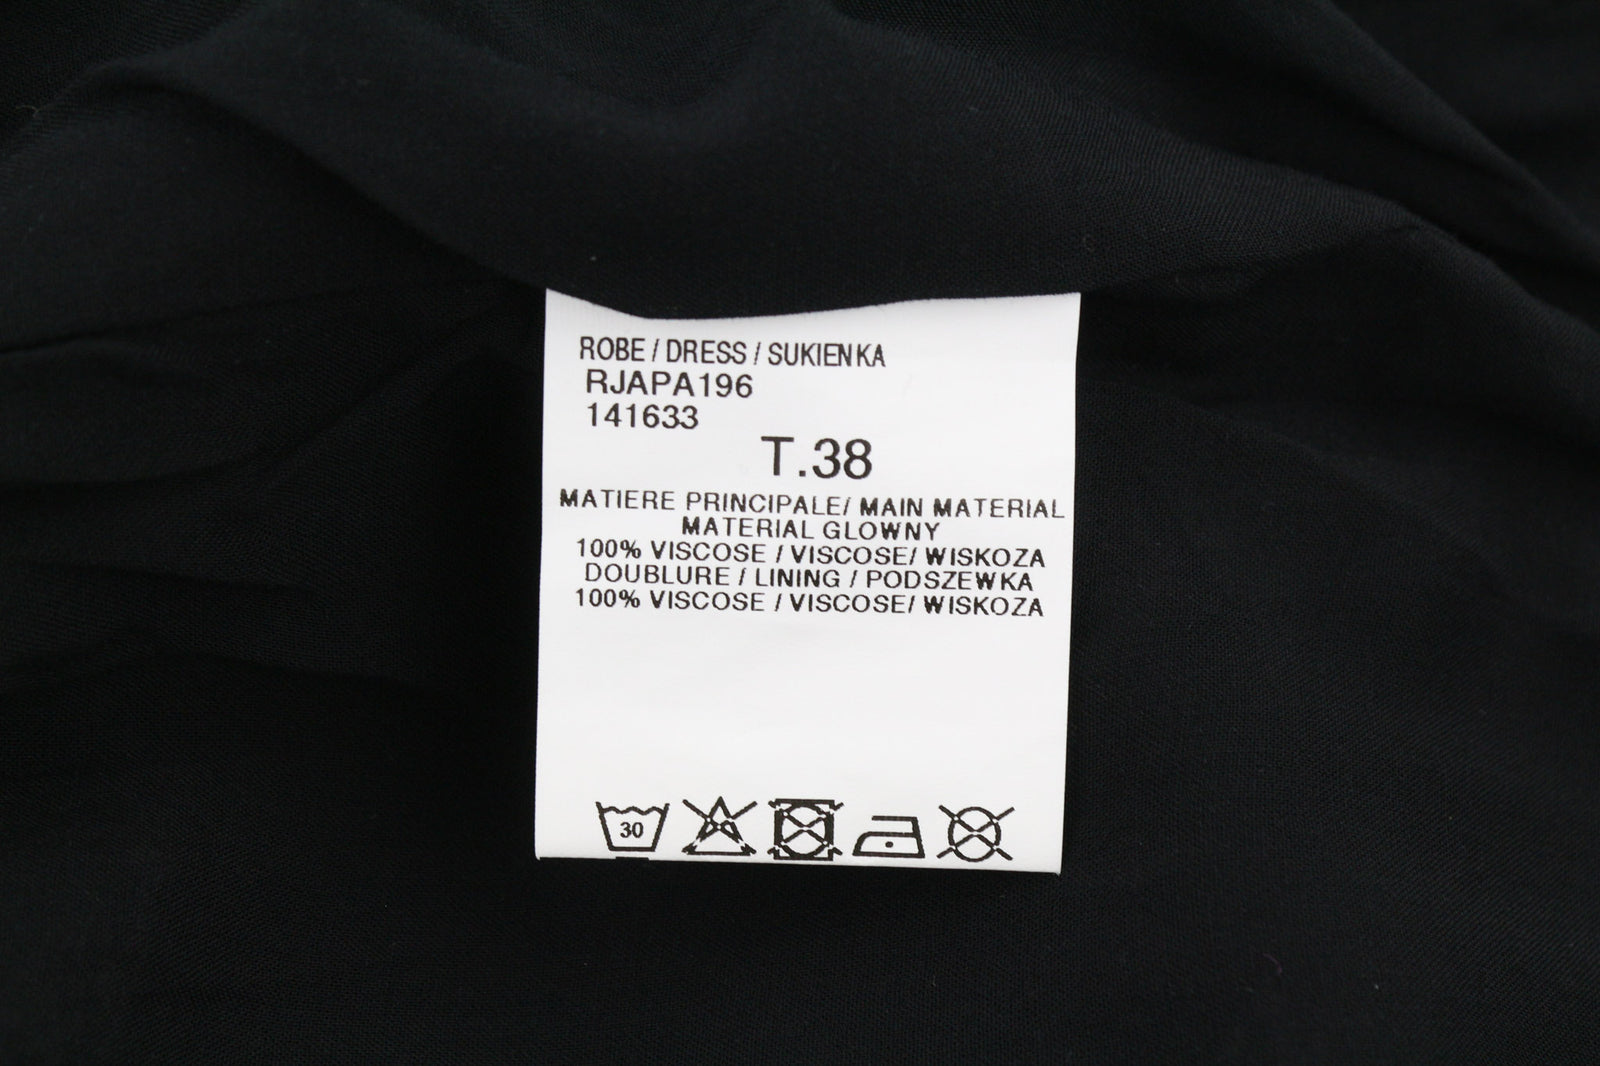 ROBE / DRESS / SUKIENKA
RJAPA196
141633
T.38
MATIERE PRINCIPALE/ MAIN MATERIAL
MATERIAL GLOWNY
100% VISCOSE / VISCOSE/ WISKOZA
DOUBLURE / LINING / PODSZEWKA
100% VISCOSE / VISCOSE/ WISKOZA
30